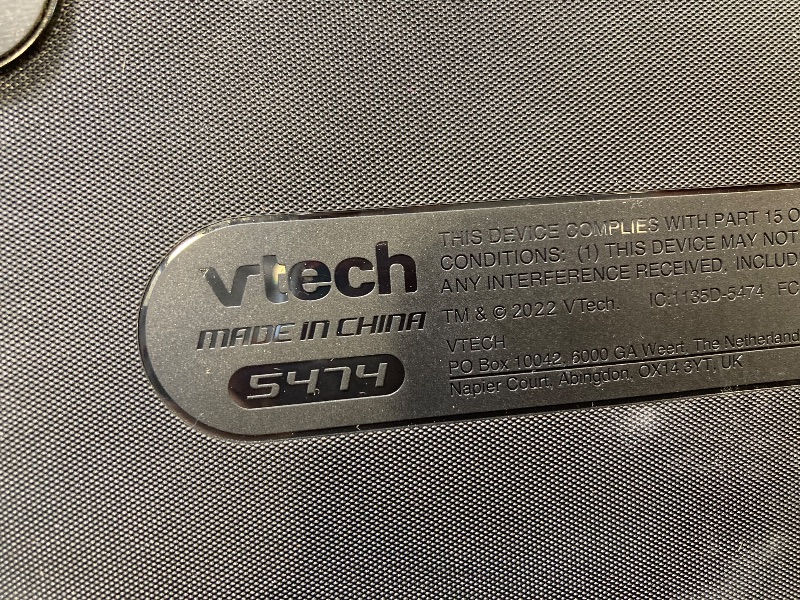 vtech
MADE IN CHINA
5474
THIS DEVICE COMPLIES WITH PART 15 O
CONDITIONS: (1) THIS DEVICE MAY NOT
ANY INTERFERENCE RECEIVED, INCLUD
TM & © 2022 VTech. IC:1135D-5474 FC
VTECH
PO Box 10042, 6000 GA Weert, The Netherland
Napier Court, Abingdon, OX14 3YT, UK